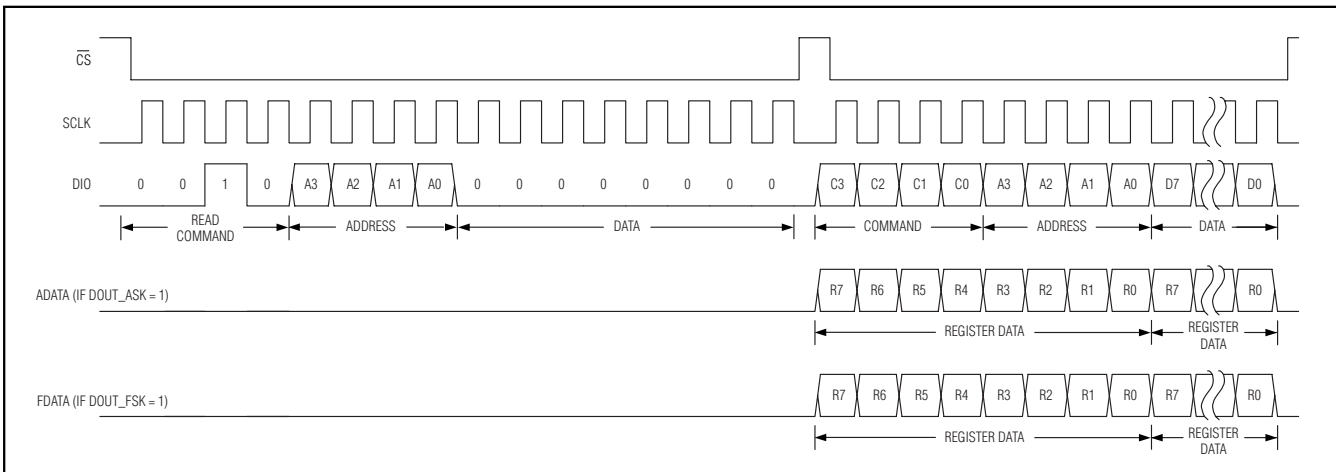 CS
SCLK
DIO 0 0 1 0 A3 A2 A1 A0 0 0 0 0 0 0 0 0 C3 C2 C1 C0 A3 A2 A1 A0 D7 D0
READ COMMAND ADDRESS DATA COMMAND ADDRESS DATA
ADATA (IF DOUT_ASK = 1) R7 R6 R5 R4 R3 R2 R1 R0 R7 R0
REGISTER DATA REGISTER DATA
FDATA (IF DOUT_FSK = 1) R7 R6 R5 R4 R3 R2 R1 R0 R7 R0
REGISTER DATA REGISTER DATA